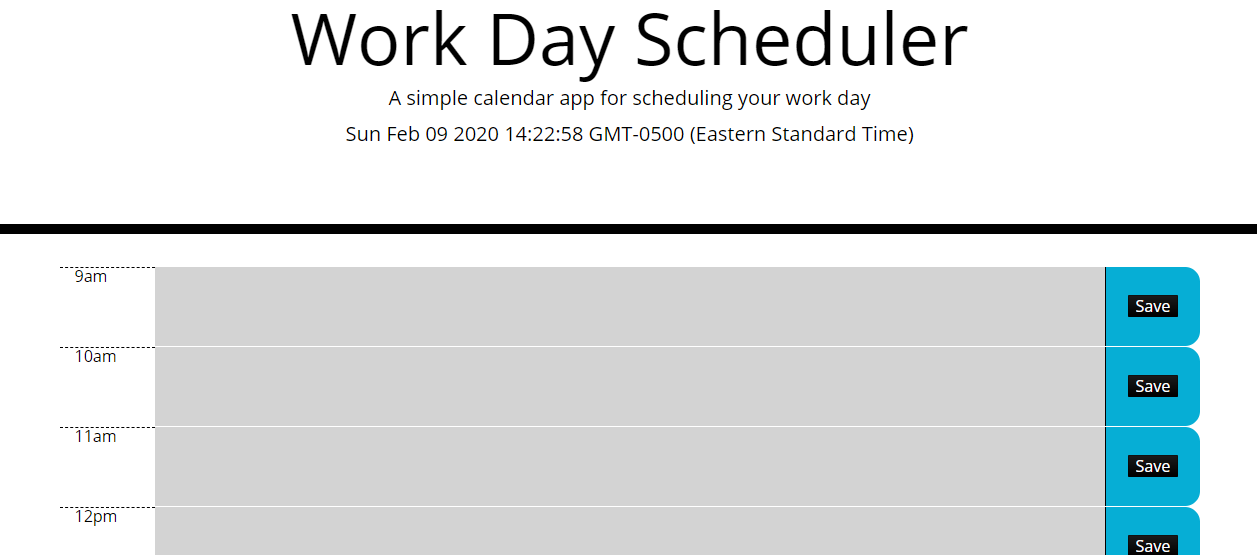 Work Day Scheduler
A simple calendar app for scheduling your work day
Sun Feb 09 2020 14:22:58 GMT-0500 (Eastern Standard Time)
9am
Save
10am
Save
11am
Save
12pm
Save